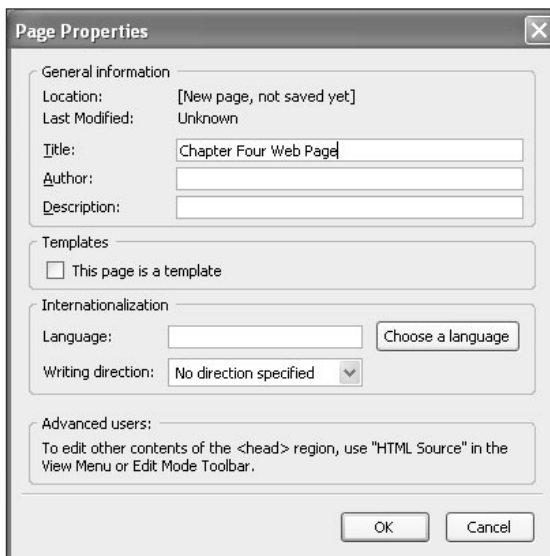 Page Properties
General information
Location: [New page, not saved yet]
Last Modified: Unknown
Title: Chapter Four Web Page
Author:
Description:
Templates
This page is a template
Internationalization
Language: Choose a language
Writing direction: No direction specified
Advanced users:
To edit other contents of the <head> region, use "HTML Source" in the
View Menu or Edit Mode Toolbar.
OK Cancel